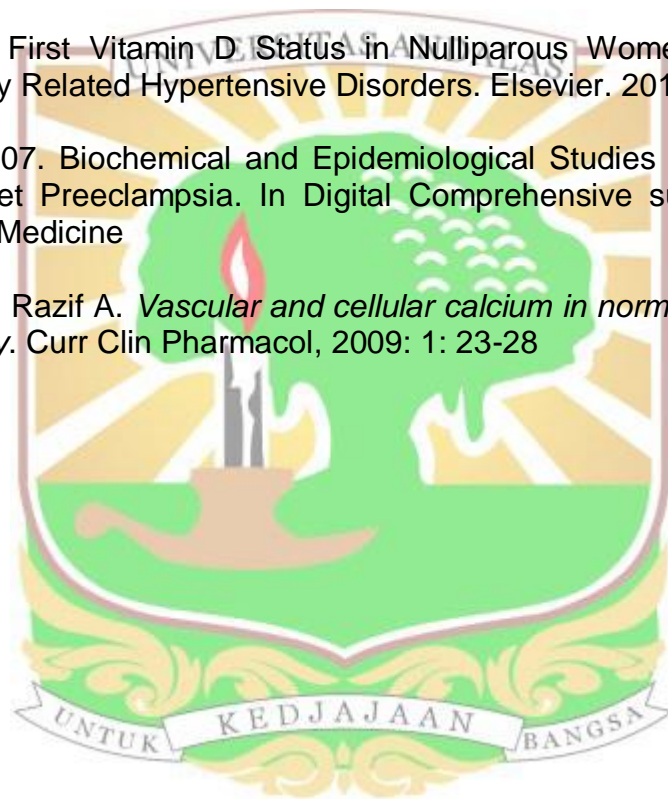 First Vitamin D Status in Nulliparous Wome
UNIVERSITAS ANDALAS
y Related Hypertensive Disorders. Elsevier. 201
07. Biochemical and Epidemiological Studies
et Preeclampsia. In Digital Comprehensive su
Medicine
Razif A. Vascular and cellular calcium in norm
y. Curr Clin Pharmacol, 2009: 1: 23-28
UNTUK KEDJAJAAN BANGSA